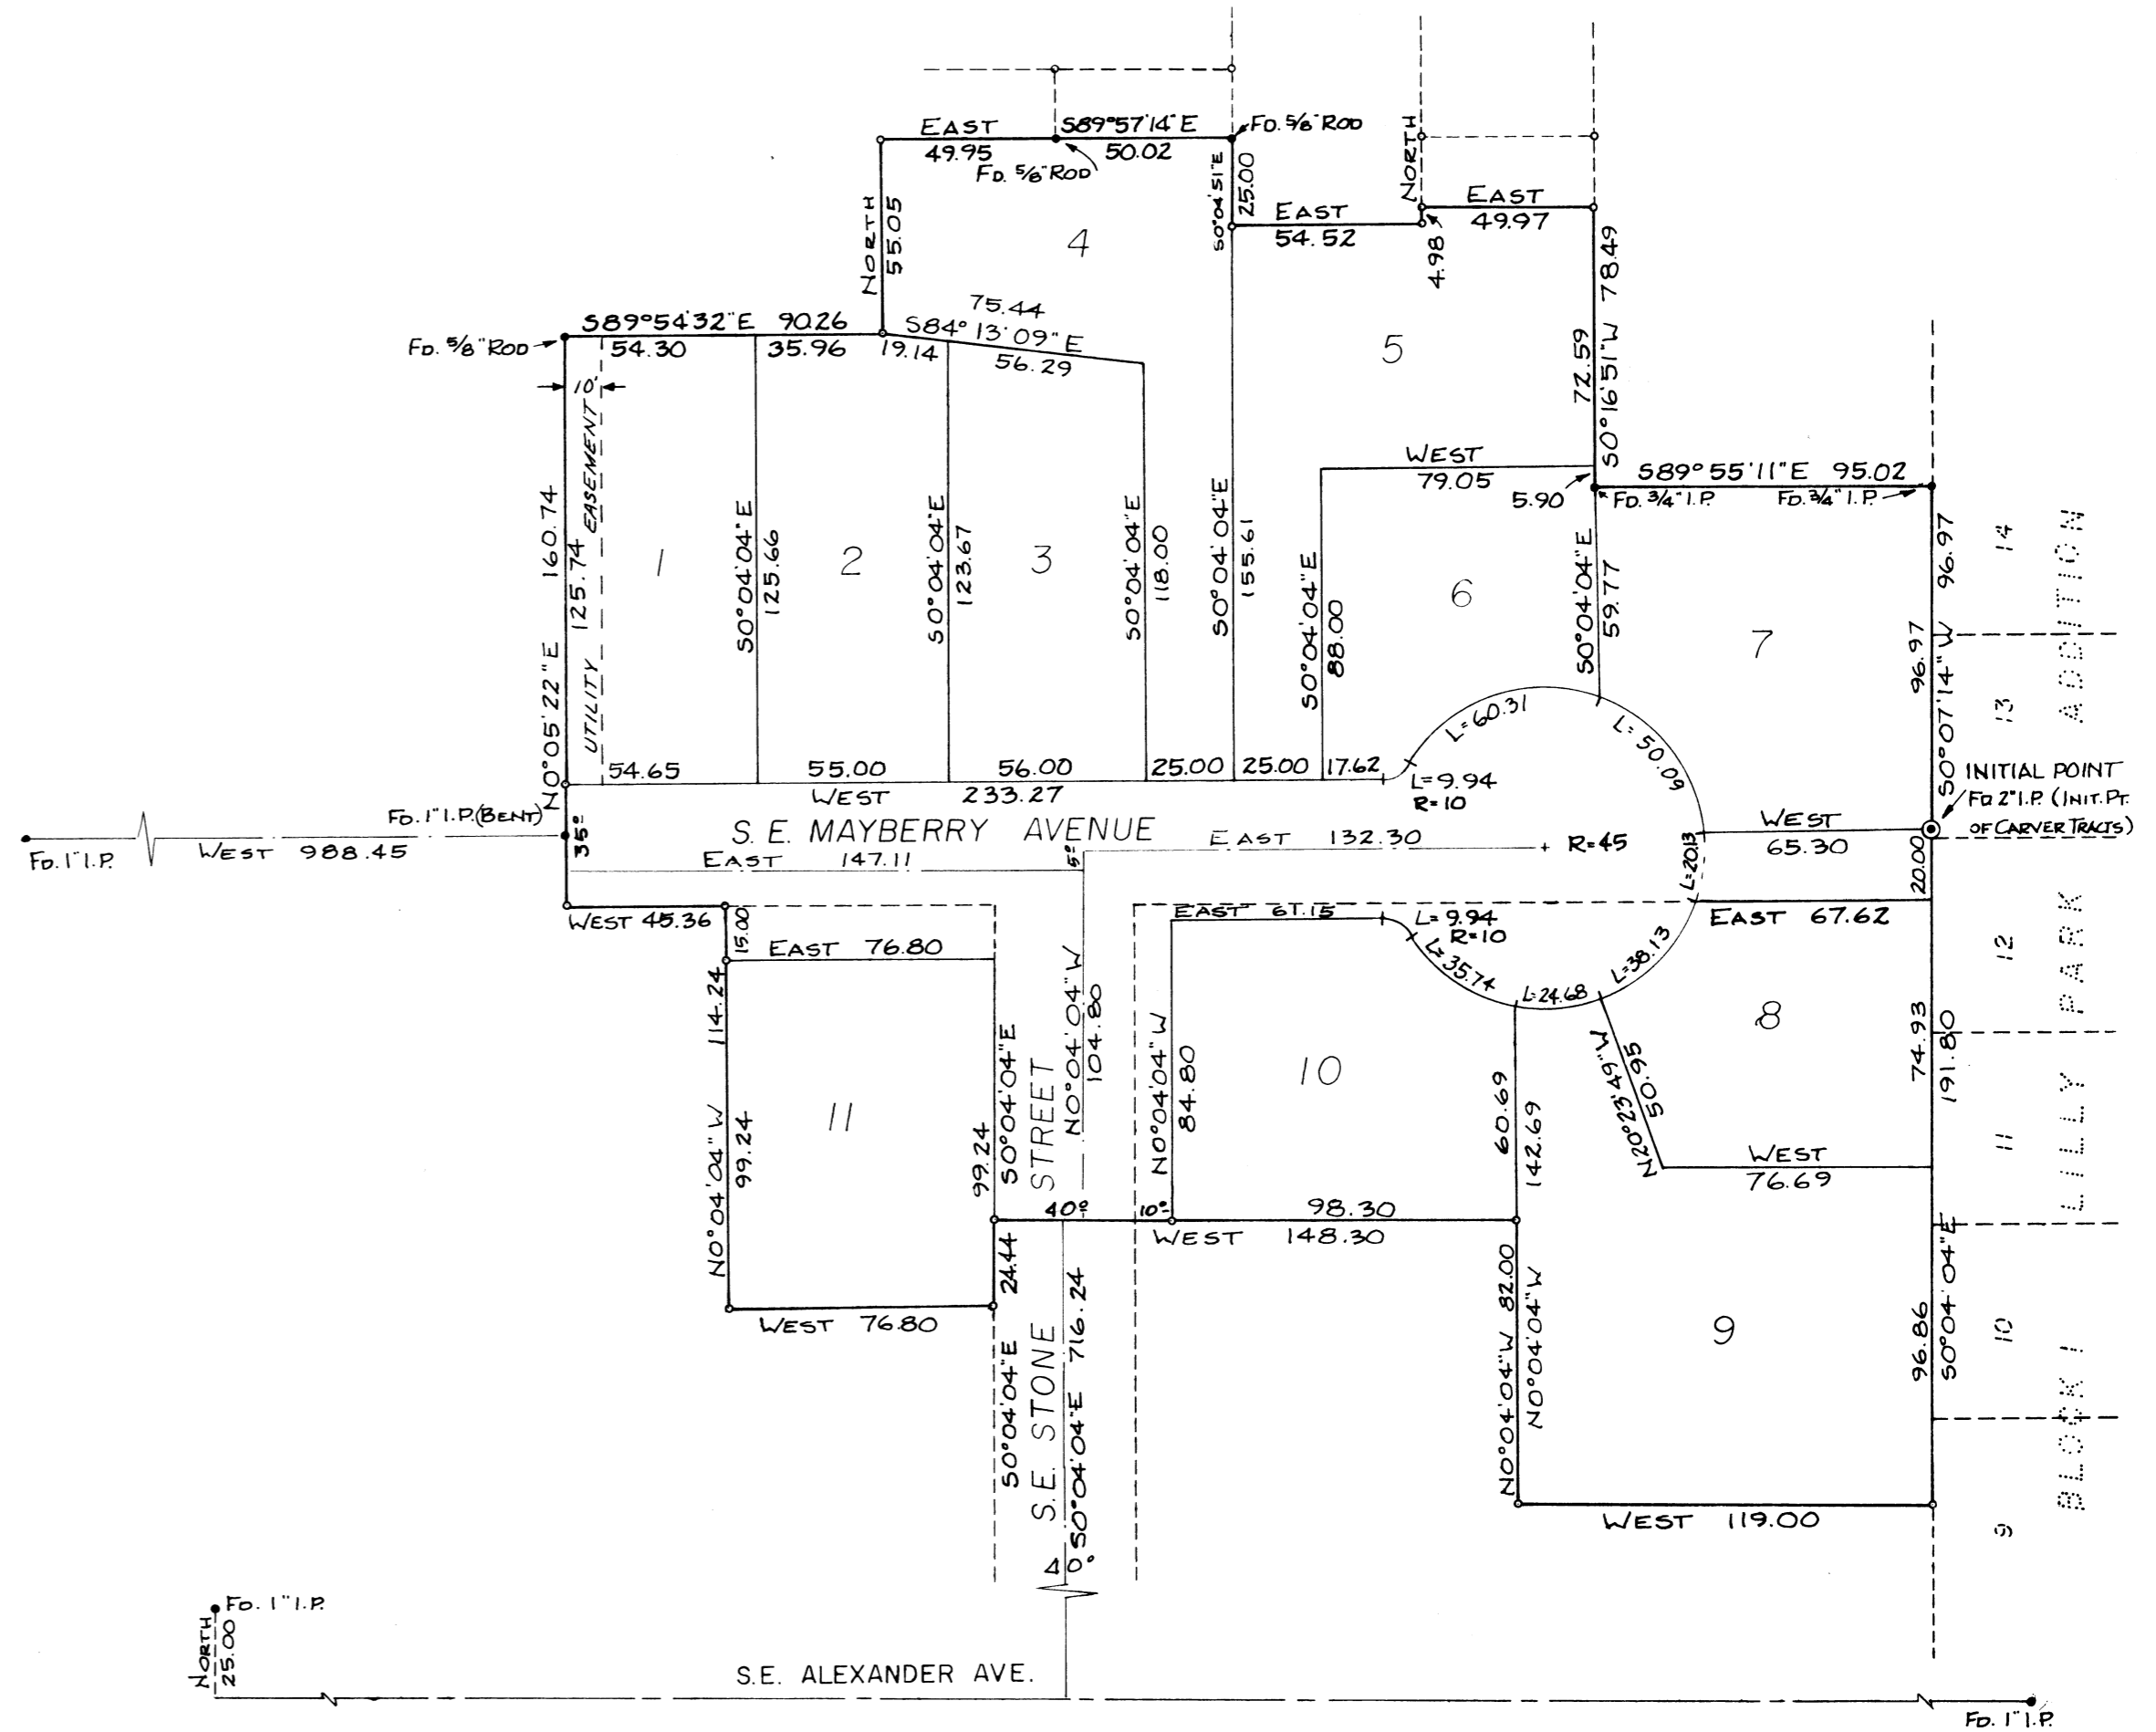 EAST
49.95
S89°57'14"E
50.02
FD. 5/8" ROD
FD. 5/8" ROD
NORTH
55.05
4
S0°04'51"E
25.00
EAST
54.52
NORTH
4.98
EAST
49.97
S0°16'51"W 78.49
72.59
5
75.44
S84°13'09"E
19.14
56.29
S89°54'32"E 90.26
54.30
35.96
FD. 5/8" ROD
10'
UTILITY EASEMENT
N0°05'22"E 160.74
125.74
1
S0°04'04"E
125.66
2
S0°04'04"E
123.67
3
S0°04'04"E
118.00
S0°04'04"E
155.61
S0°04'04"E
88.00
WEST
79.05
5.90
FD. 3/4" I.P.
S89°55'11"E 95.02
FD. 3/4" I.P.
6
S0°04'04"E
59.77
7
96.97
96.97
S0°07'14"W
14
13
12
11
10
9
BLOCK 1 LILLY PARK ADDITION
INITIAL POINT
FD 2" I.P. (INIT. PT.
OF CARVER TRACTS)
54.65
55.00
56.00
25.00
25.00
17.62
L=9.94
R=10
L=60.31
L=50.09
WEST 233.27
FD. 1" I.P.
WEST 988.45
FD. 1" I.P. (BENT)
35º
S.E. MAYBERRY AVENUE
EAST 147.11
5º
EAST 132.30
R=45
L=20.13
WEST
65.30
20.00
EAST 67.62
WEST 45.36
15.00
EAST 76.80
114.24
N0°04'04"W
99.24
11
99.24
S0°04'04"E
N0°04'04"W
104.80
EAST 61.15
L=9.94
R=10
L=35.74
L=24.68
L=38.13
N0°04'04"W
84.80
10
60.69
142.69
N20°23'49"W
50.95
8
74.93
191.80
WEST
76.69
40º
10º
98.30
WEST 148.30
24.44
WEST 76.80
S0°04'04"E
S.E. STONE STREET
S0°04'04"E 716.24
40º
N0°04'04"W 82.00
N0°04'04"W
9
96.86
S0°04'04"E
WEST 119.00
FD. 1" I.P.
NORTH
25.00
S.E. ALEXANDER AVE.
FD. 1" I.P.